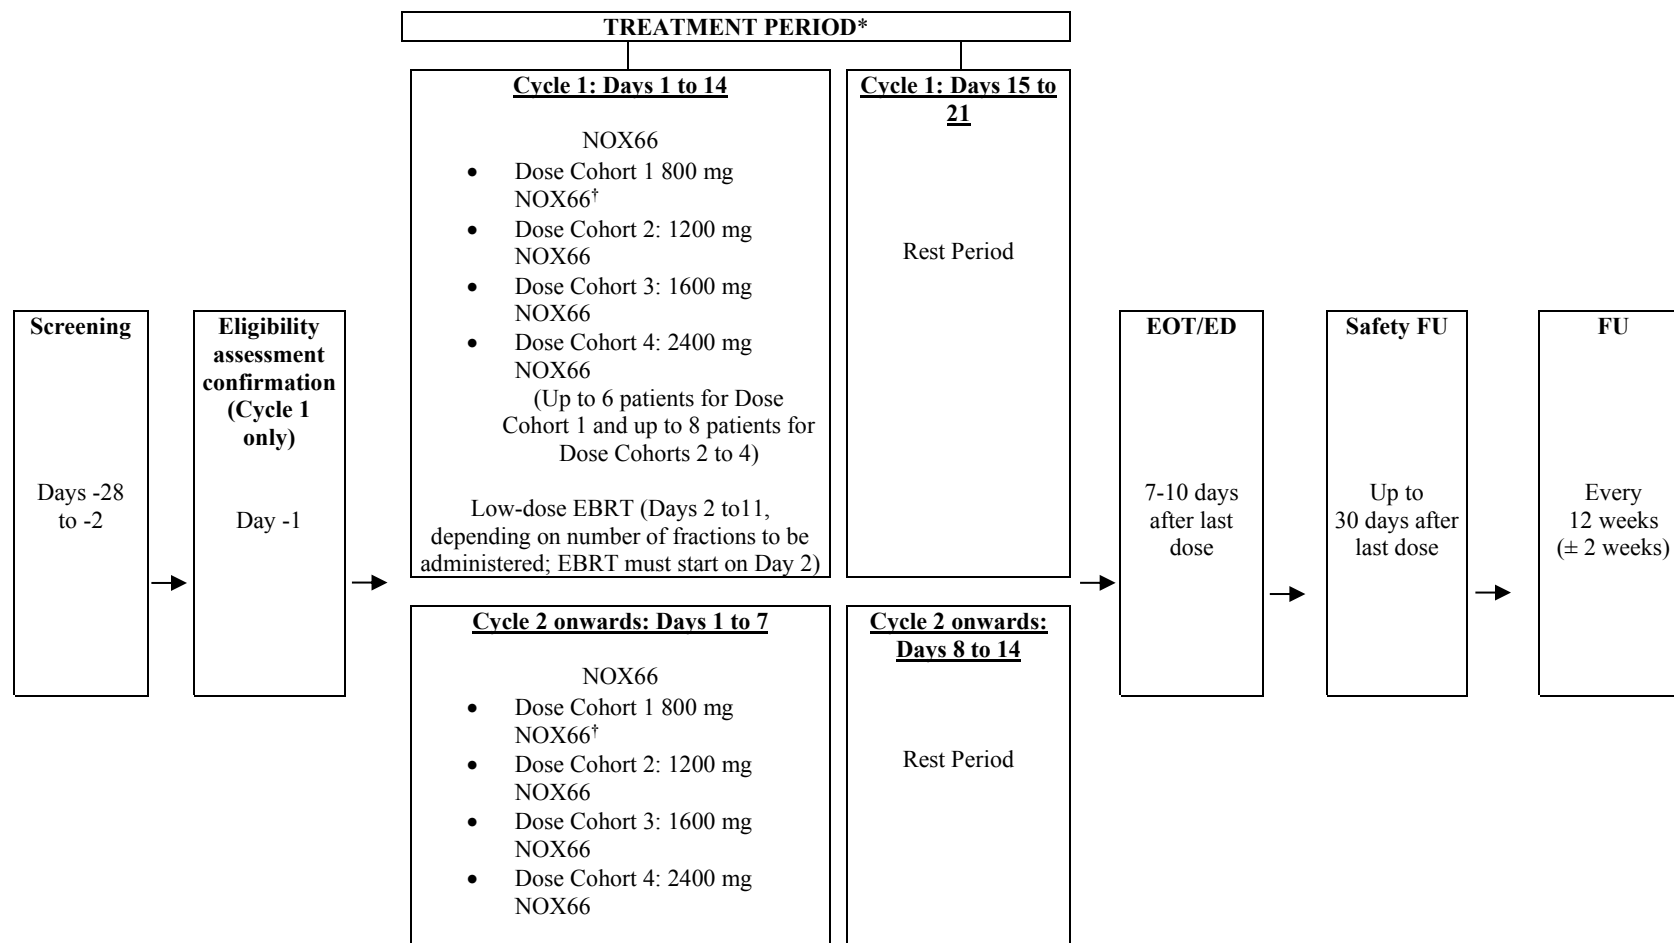 TREATMENT PERIOD*
Screening
Days -28
to -2
Eligibility
assessment
confirmation
(Cycle 1
only)
Day -1
Cycle 1: Days 1 to 14
NOX66
• Dose Cohort 1 800 mg
NOX66†
• Dose Cohort 2: 1200 mg
NOX66
• Dose Cohort 3: 1600 mg
NOX66
• Dose Cohort 4: 2400 mg
NOX66
(Up to 6 patients for Dose
Cohort 1 and up to 8 patients for
Dose Cohorts 2 to 4)
Low-dose EBRT (Days 2 to11,
depending on number of fractions to be
administered; EBRT must start on Day 2)
Cycle 1: Days 15 to
21
Rest Period
Cycle 2 onwards: Days 1 to 7
NOX66
• Dose Cohort 1 800 mg
NOX66†
• Dose Cohort 2: 1200 mg
NOX66
• Dose Cohort 3: 1600 mg
NOX66
• Dose Cohort 4: 2400 mg
NOX66
Cycle 2 onwards:
Days 8 to 14
Rest Period
EOT/ED
7-10 days
after last
dose
Safety FU
Up to
30 days after
last dose
FU
Every
12 weeks
(± 2 weeks)